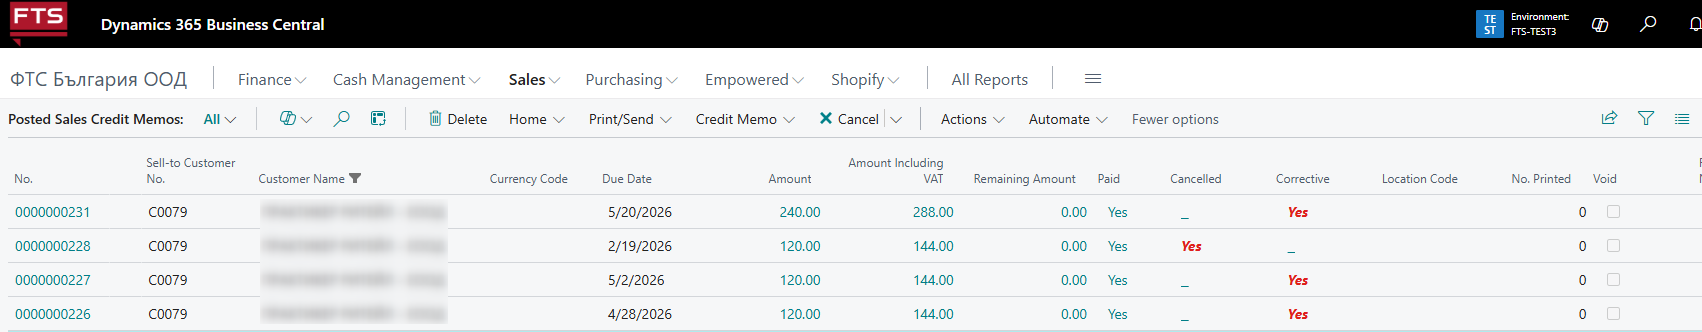 FTS
Dynamics 365 Business Central
TE
ST
Environment:
FTS-TEST3
ФТС България ООД Finance Cash Management Sales Purchasing Empowered Shopify All Reports
Posted Sales Credit Memos: All Delete Home Print/Send Credit Memo Cancel Actions Automate Fewer options
No. Sell-to Customer No. Customer Name Currency Code Due Date Amount Amount Including VAT Remaining Amount Paid Cancelled Corrective Location Code No. Printed Void
0000000231 C0079 5/20/2026 240.00 288.00 0.00 Yes _ Yes 0
0000000228 C0079 2/19/2026 120.00 144.00 0.00 Yes Yes _ 0
0000000227 C0079 5/2/2026 120.00 144.00 0.00 Yes _ Yes 0
0000000226 C0079 4/28/2026 120.00 144.00 0.00 Yes _ Yes 0